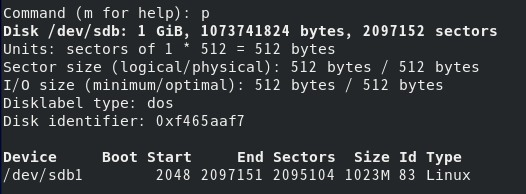 Command (m for help): p
Disk /dev/sdb: 1 GiB, 1073741824 bytes, 2097152 sectors
Units: sectors of 1 * 512 = 512 bytes
Sector size (logical/physical): 512 bytes / 512 bytes
I/O size (minimum/optimal): 512 bytes / 512 bytes
Disklabel type: dos
Disk identifier: 0xf465aaf7

Device     Boot Start     End Sectors  Size Id Type
/dev/sdb1        2048 2097151 2095104 1023M 83 Linux